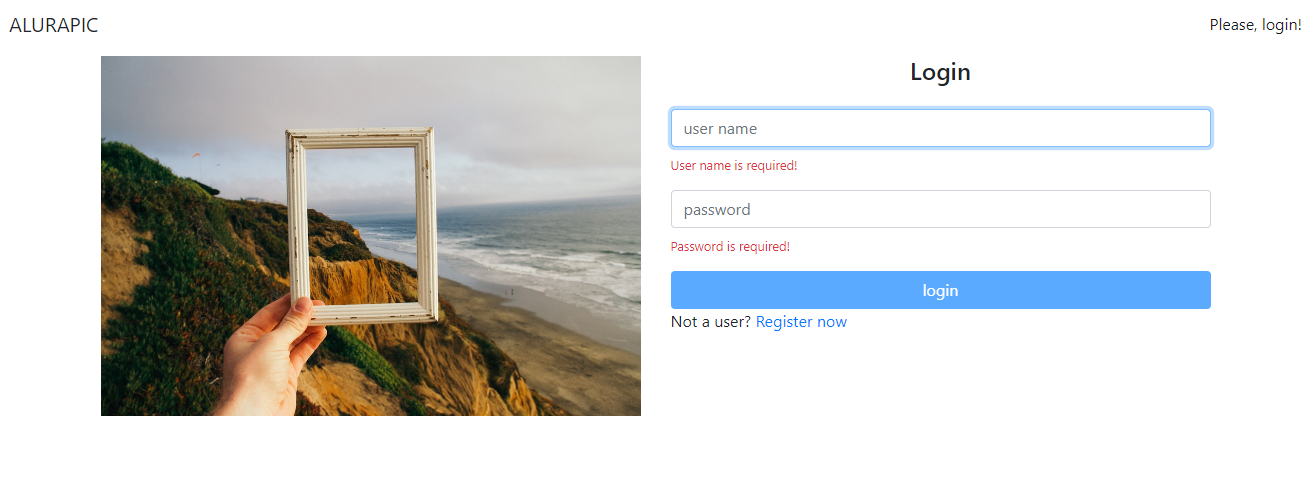 ALURAPIC
Please, login!
Login
user name
User name is required!
password
Password is required!
login
Not a user? Register now